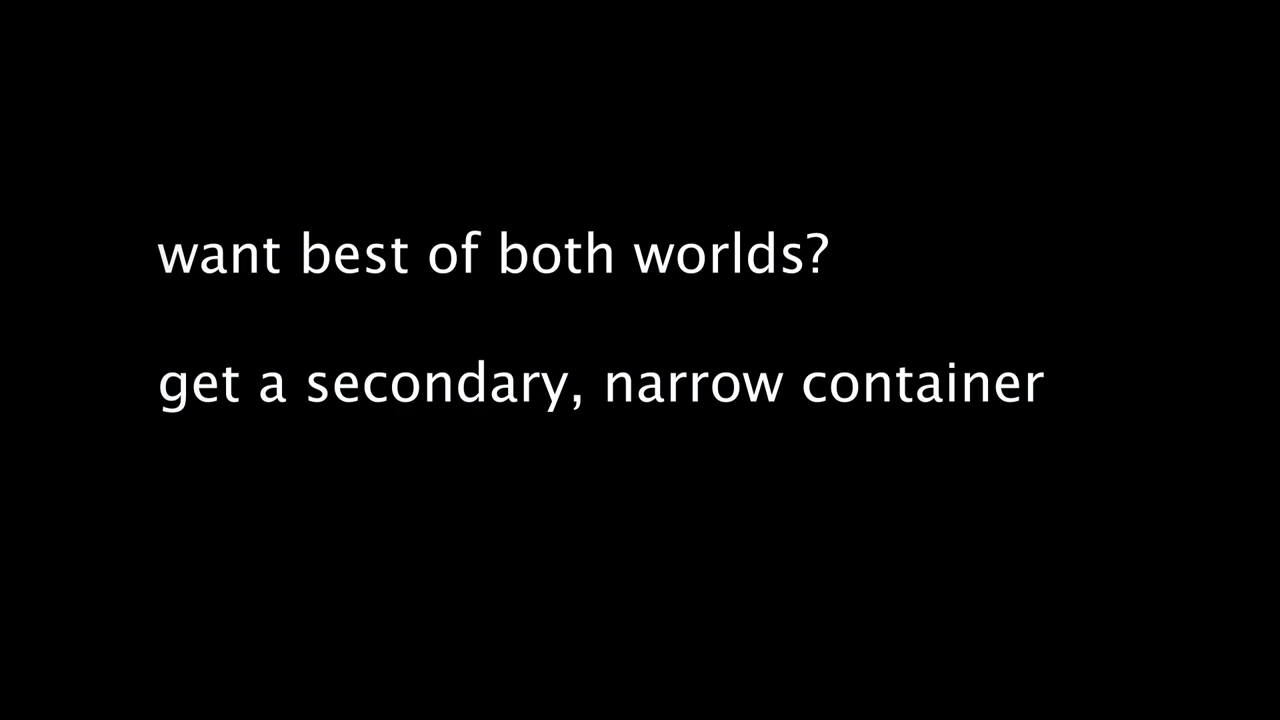 want best of both worlds?
get a secondary, narrow container